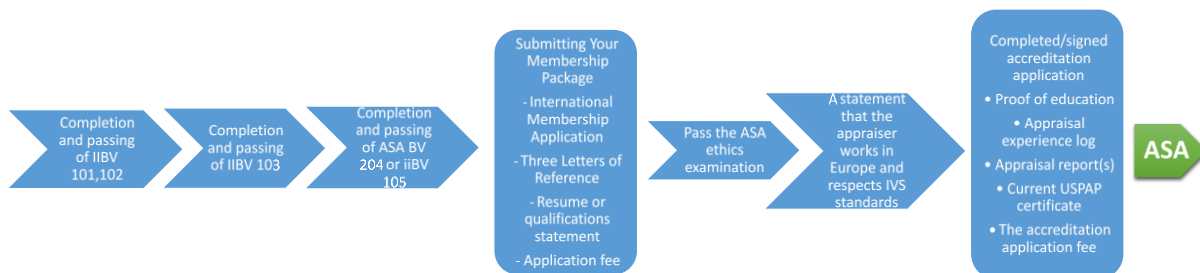 Completion
and passing
of IIBV
101,102
Completion
and passing
of IIBV 103
Completion
and passing
of ASA BV
204 or iiBV
105
Submitting Your
Membership
Package
- International
Membership
Application
- Three Letters of
Reference
- Resume or
qualifications
statement
- Application fee
Pass the ASA
ethics
examination
A statement
that the
appraiser
works in
Europe and
respects IVS
standards
Completed/signed
accreditation
application
• Proof of education
• Appraisal
experience log
• Appraisal report(s)
• Current USPAP
certificate
• The accreditation
application fee
ASA